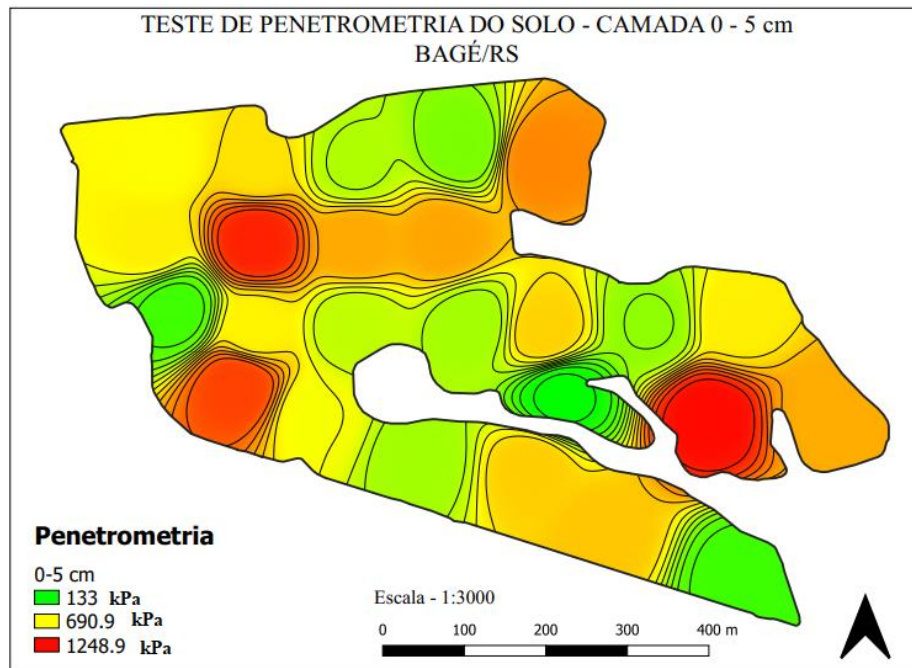 TESTE DE PENETROMETRIA DO SOLO - CAMADA 0 - 5 cm
BAGÉ/RS
Penetrometria
0-5 cm
133 kPa
690.9 kPa
1248.9 kPa
Escala - 1:3000
0 100 200 300 400 m